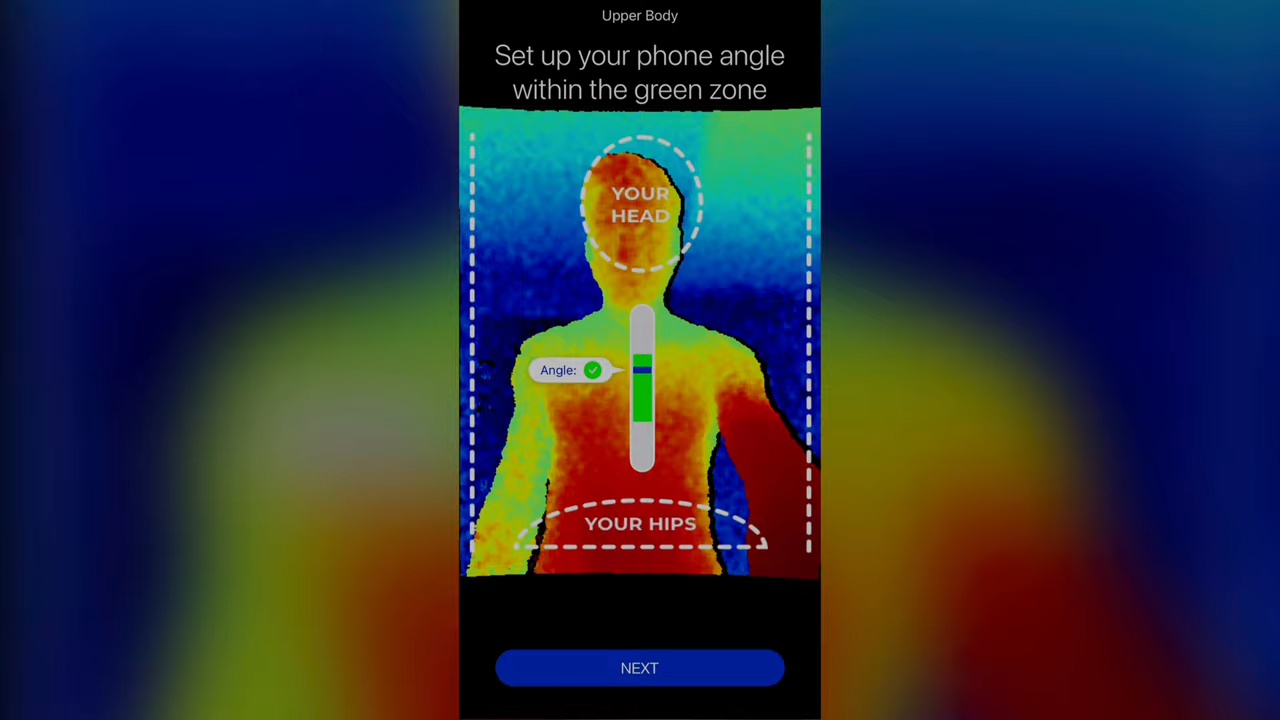 Upper Body
Set up your phone angle
within the green zone
YOUR
HEAD
Angle:
YOUR HIPS
NEXT